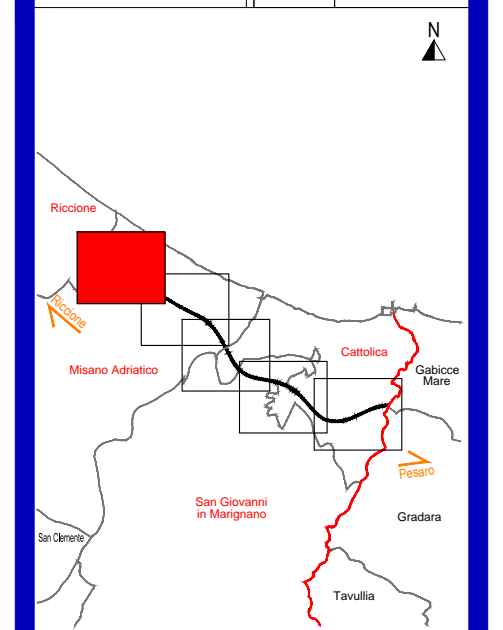 N
Riccione
Riccione
Cattolica
Misano Adriatico
Gabicce
Mare
Pesaro
San Giovanni
in Marignano
Gradara
San Clemente
Tavullia